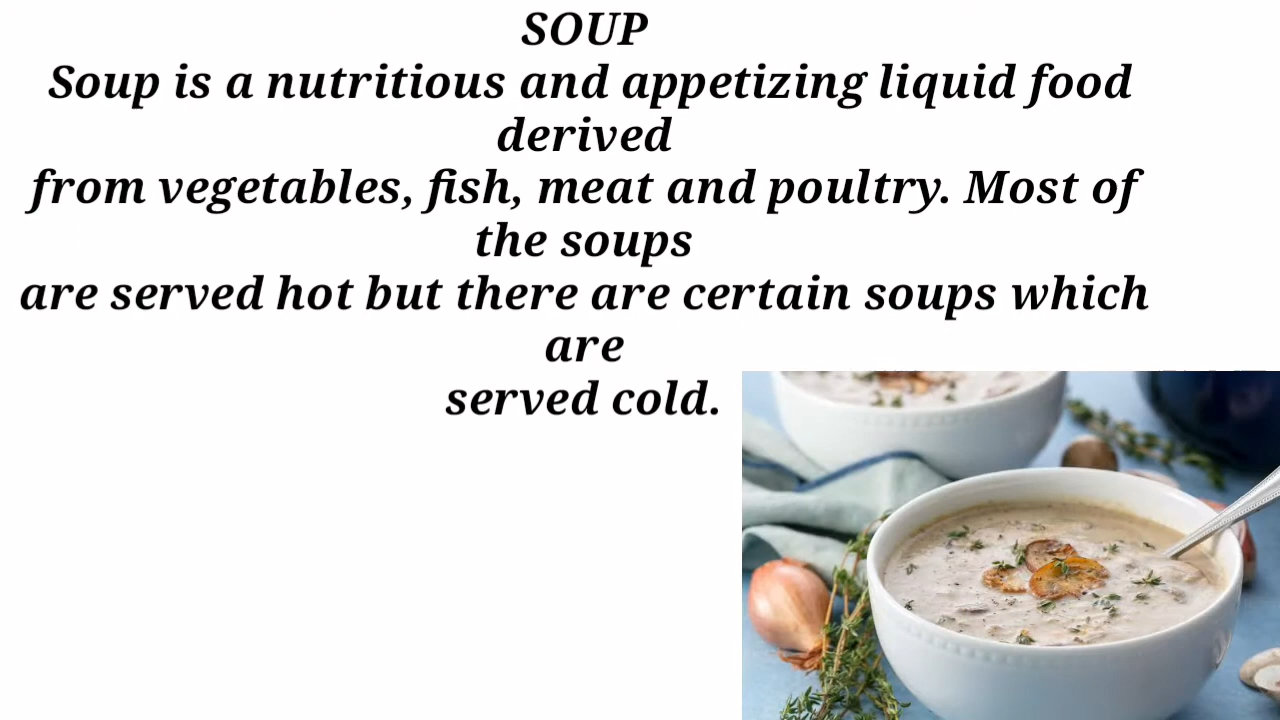 SOUP
Soup is a nutritious and appetizing liquid food
derived
from vegetables, fish, meat and poultry. Most of
the soups
are served hot but there are certain soups which
are
served cold.